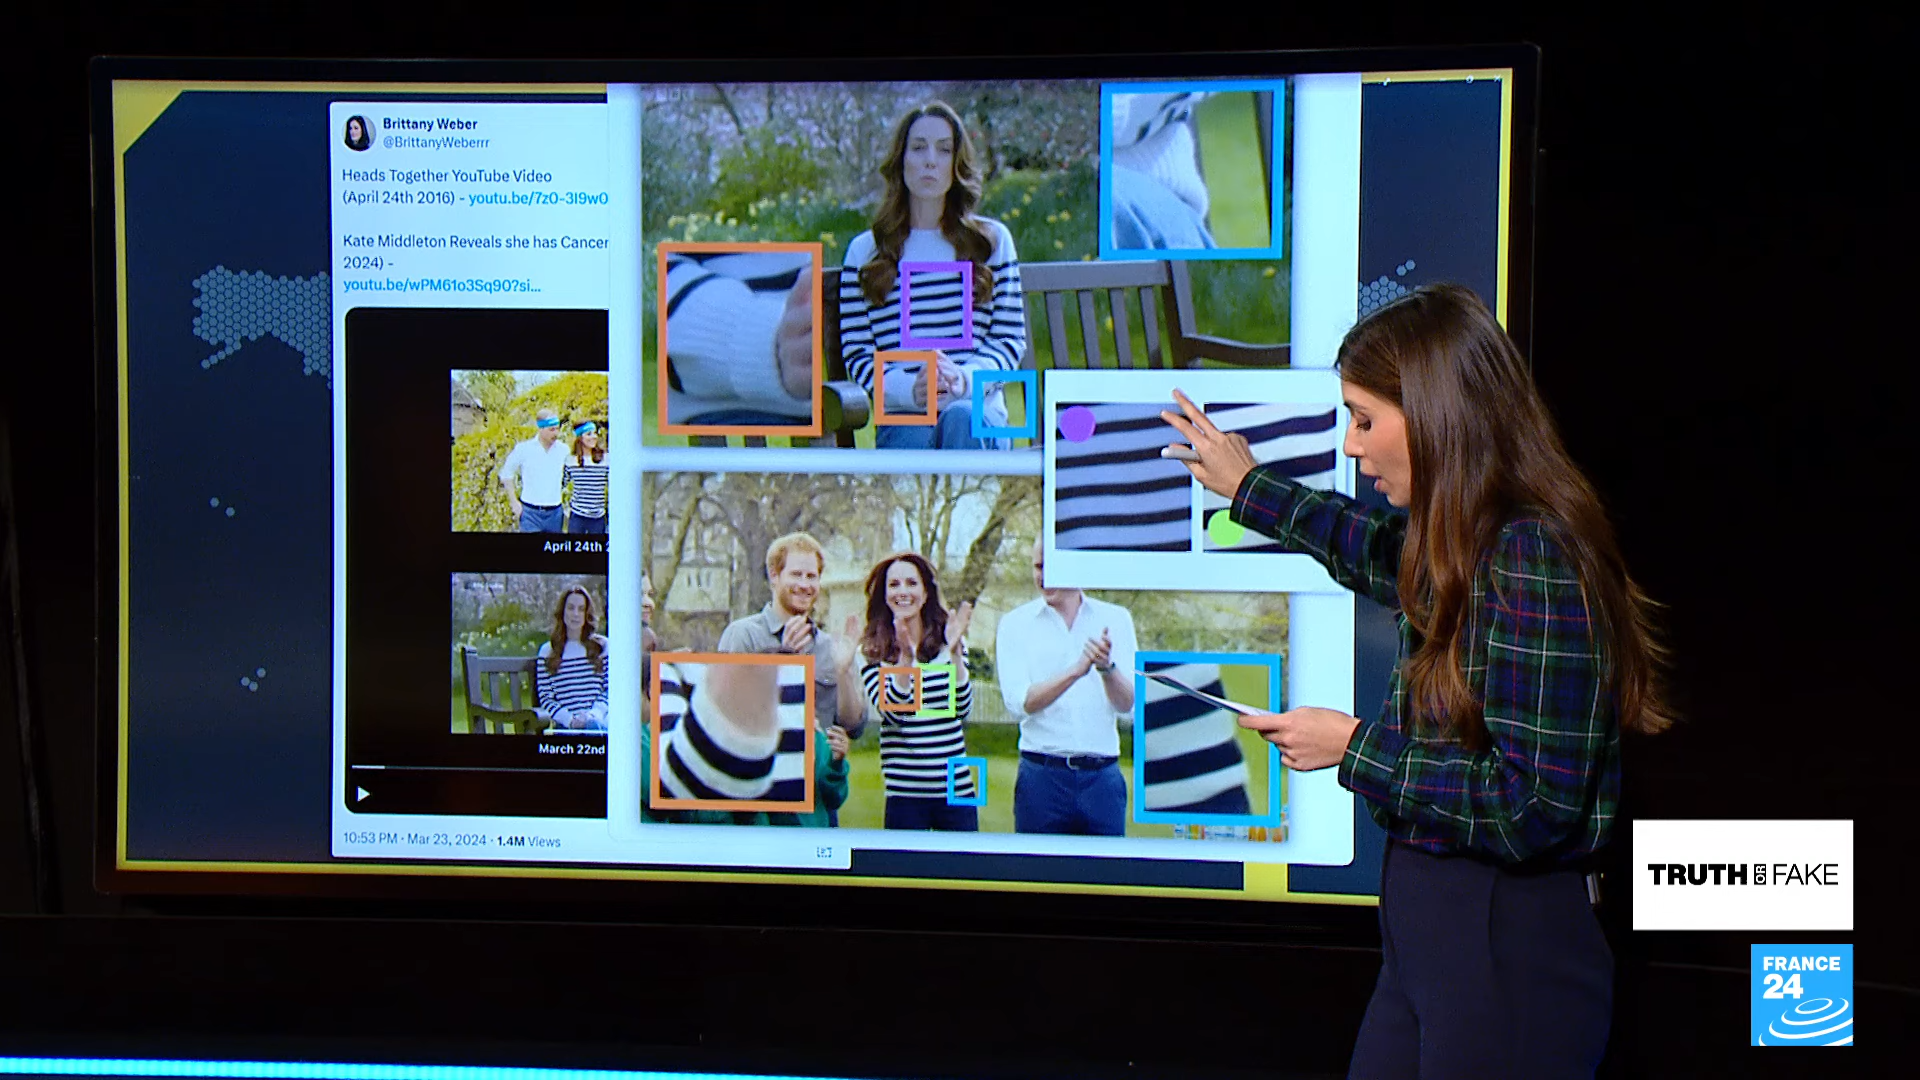 Brittany Weber
@BrittanyWeberrr
Heads Together YouTube Video
(April 24th 2016) - youtu.be/7zO-3I9w0
Kate Middleton Reveals she has Cancer
2024) -
youtu.be/wPM61o3Sq90?si...
April 24th 2
March 22nd
10:53 PM · Mar 23, 2024 · 1.4M Views
TRUTH OR FAKE
FRANCE
24